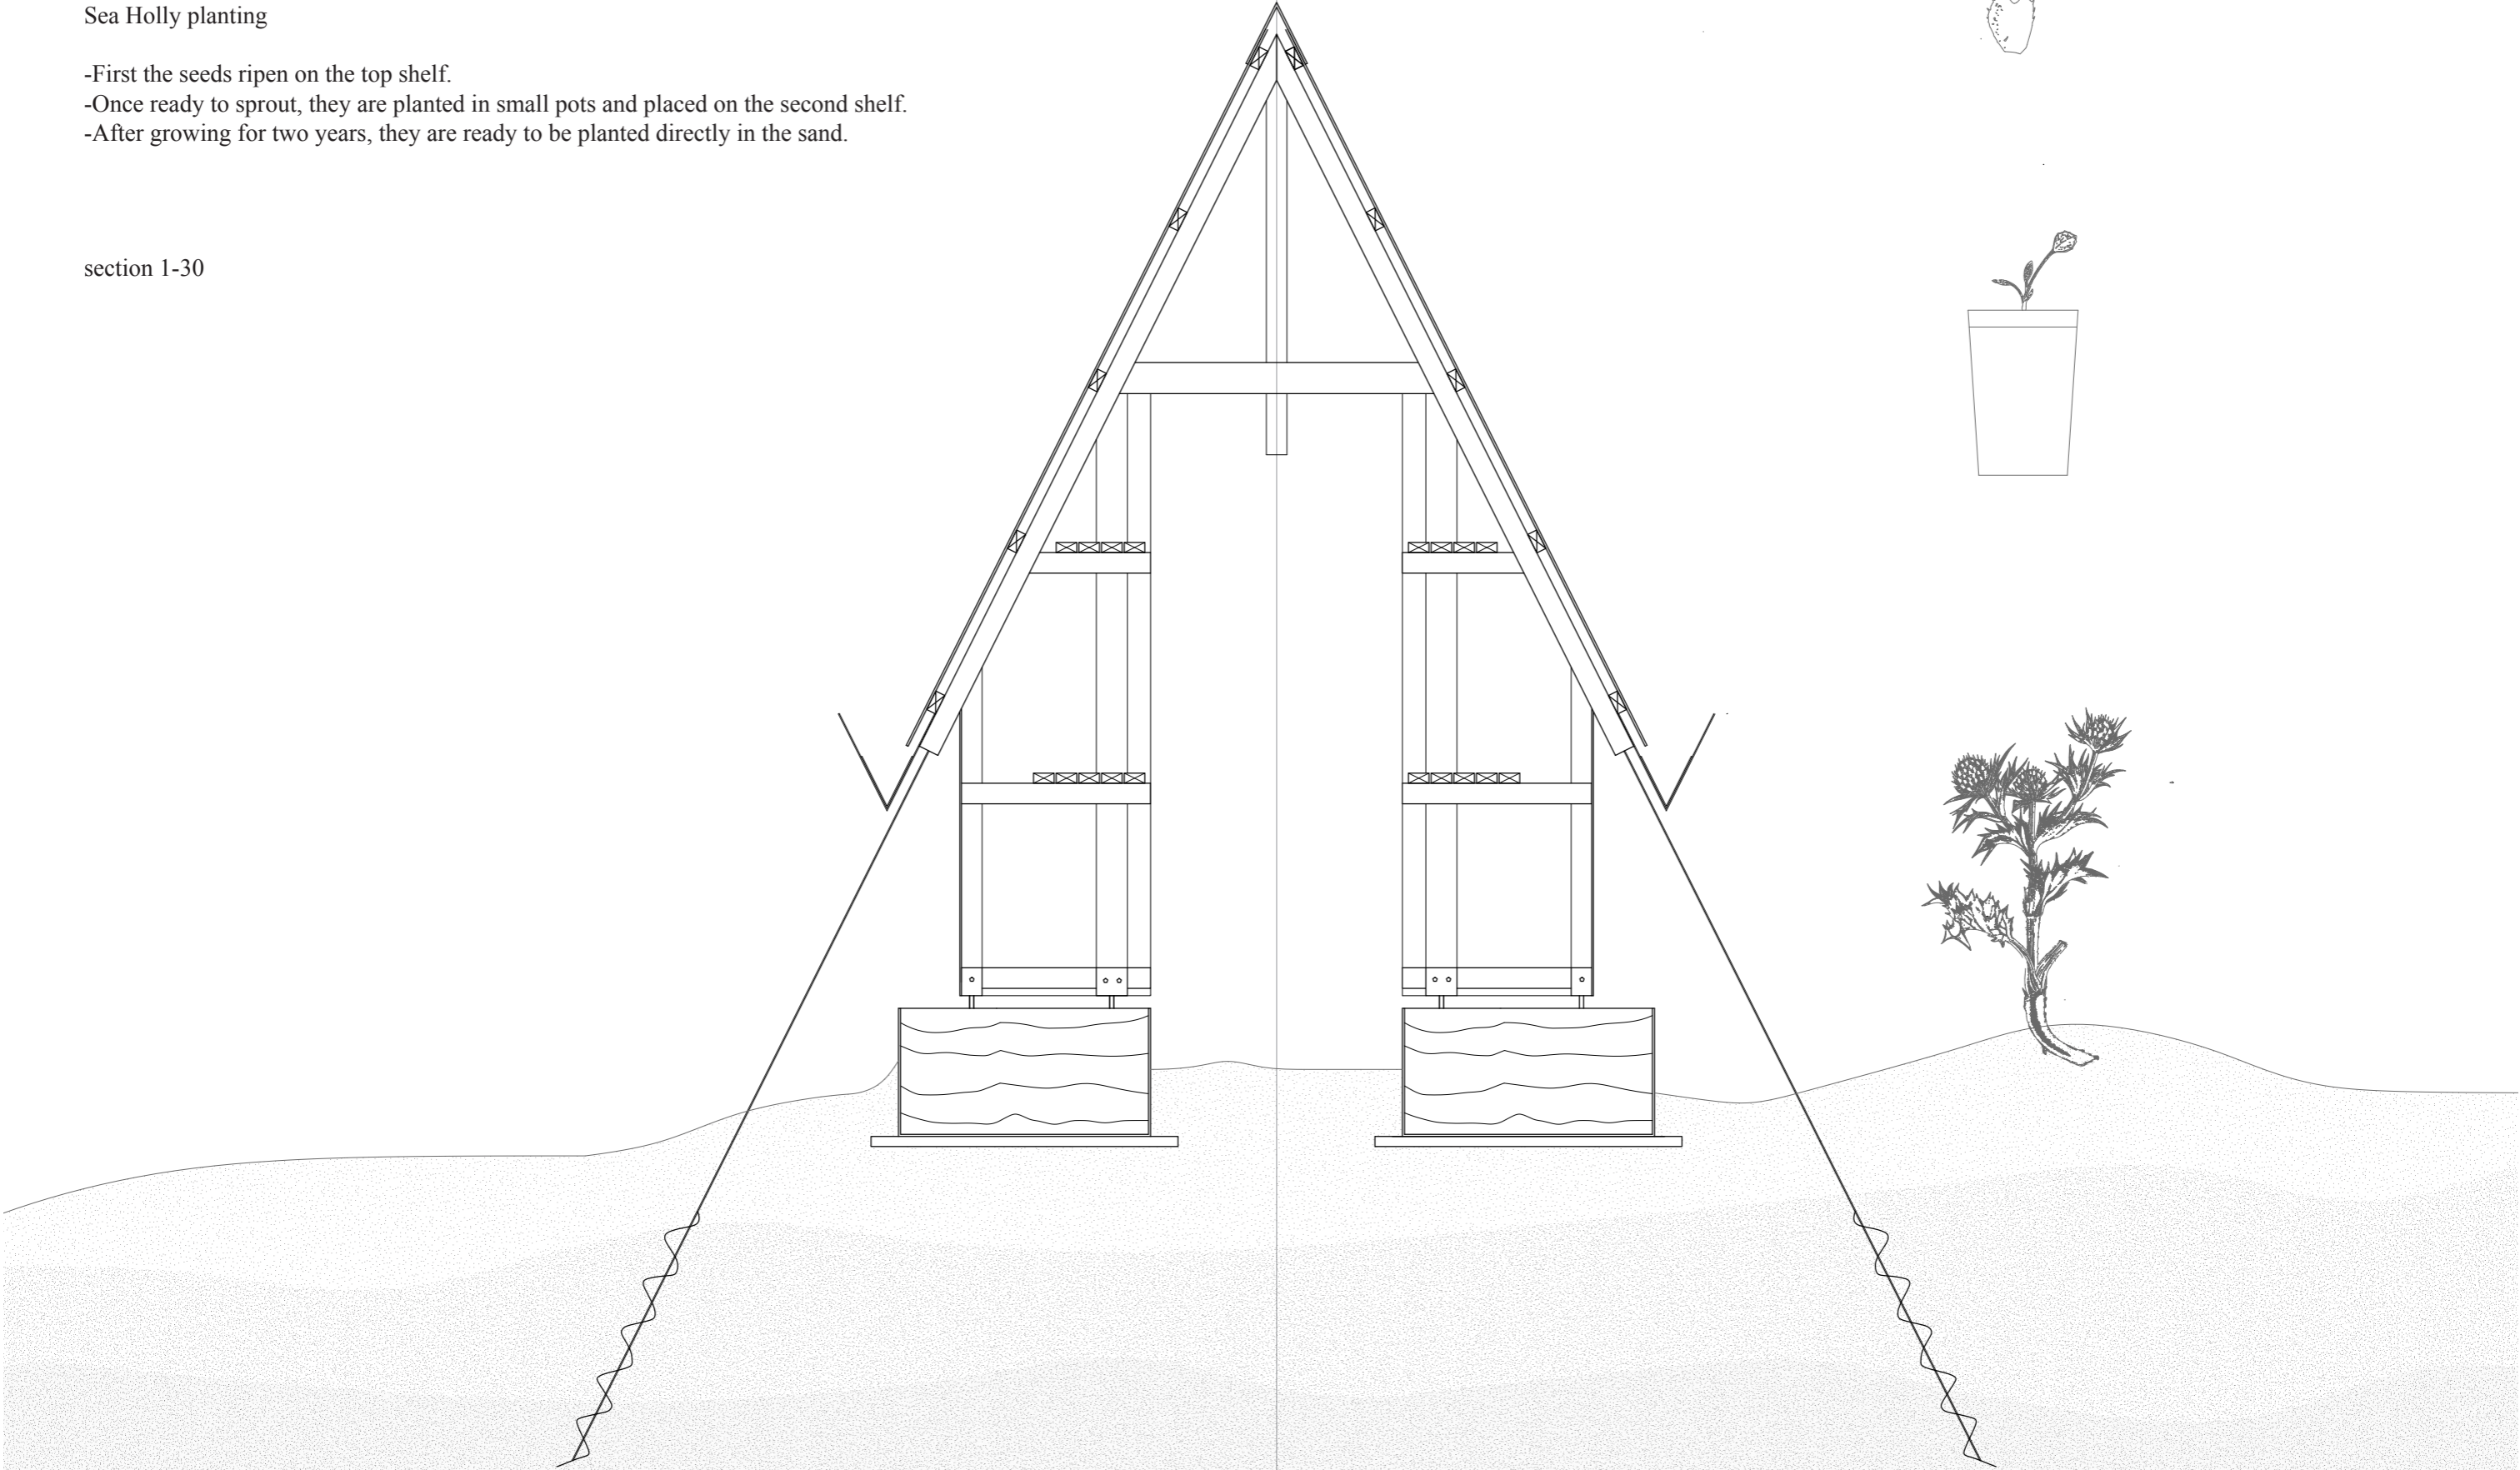 Sea Holly planting
-First the seeds ripen on the top shelf.
-Once ready to sprout, they are planted in small pots and placed on the second shelf.
-After growing for two years, they are ready to be planted directly in the sand.
section 1-30